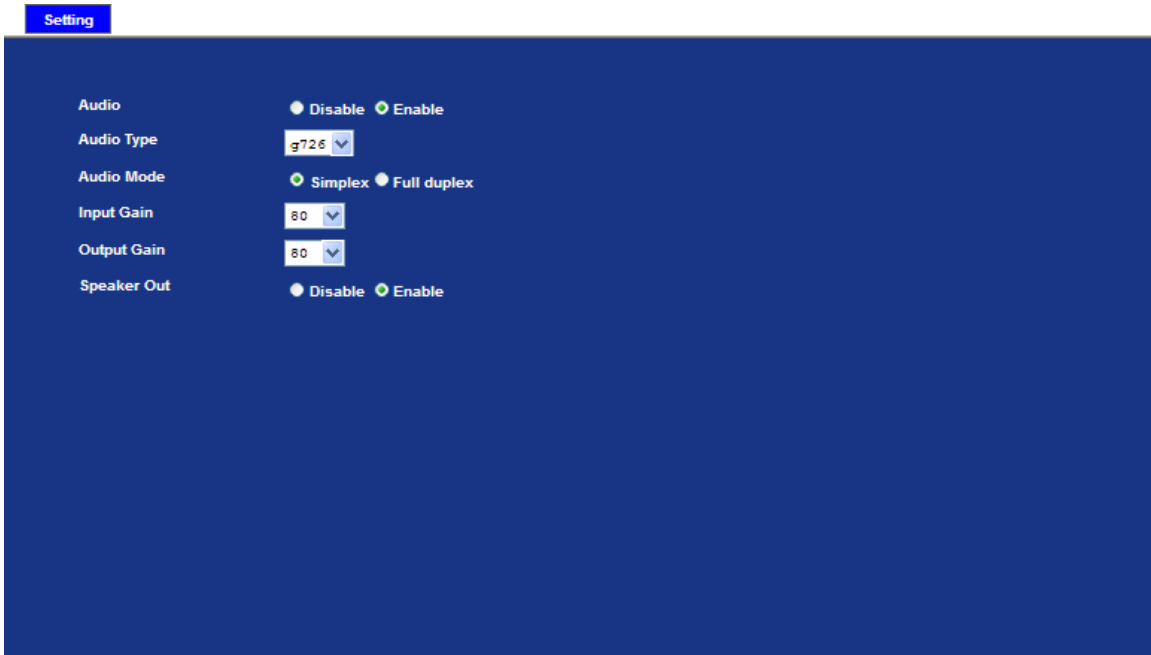 Setting
Audio Disable Enable
Audio Type g726
Audio Mode Simplex Full duplex
Input Gain 80
Output Gain 80
Speaker Out Disable Enable